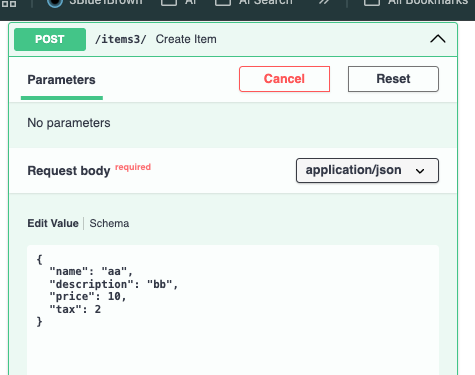 3Blue1Brown AI AI Search » All Bookmarks
POST /items3/ Create Item
Parameters Cancel Reset
No parameters
Request body required application/json
Edit Value Schema
{
"name": "aa",
"description": "bb",
"price": 10,
"tax": 2
}